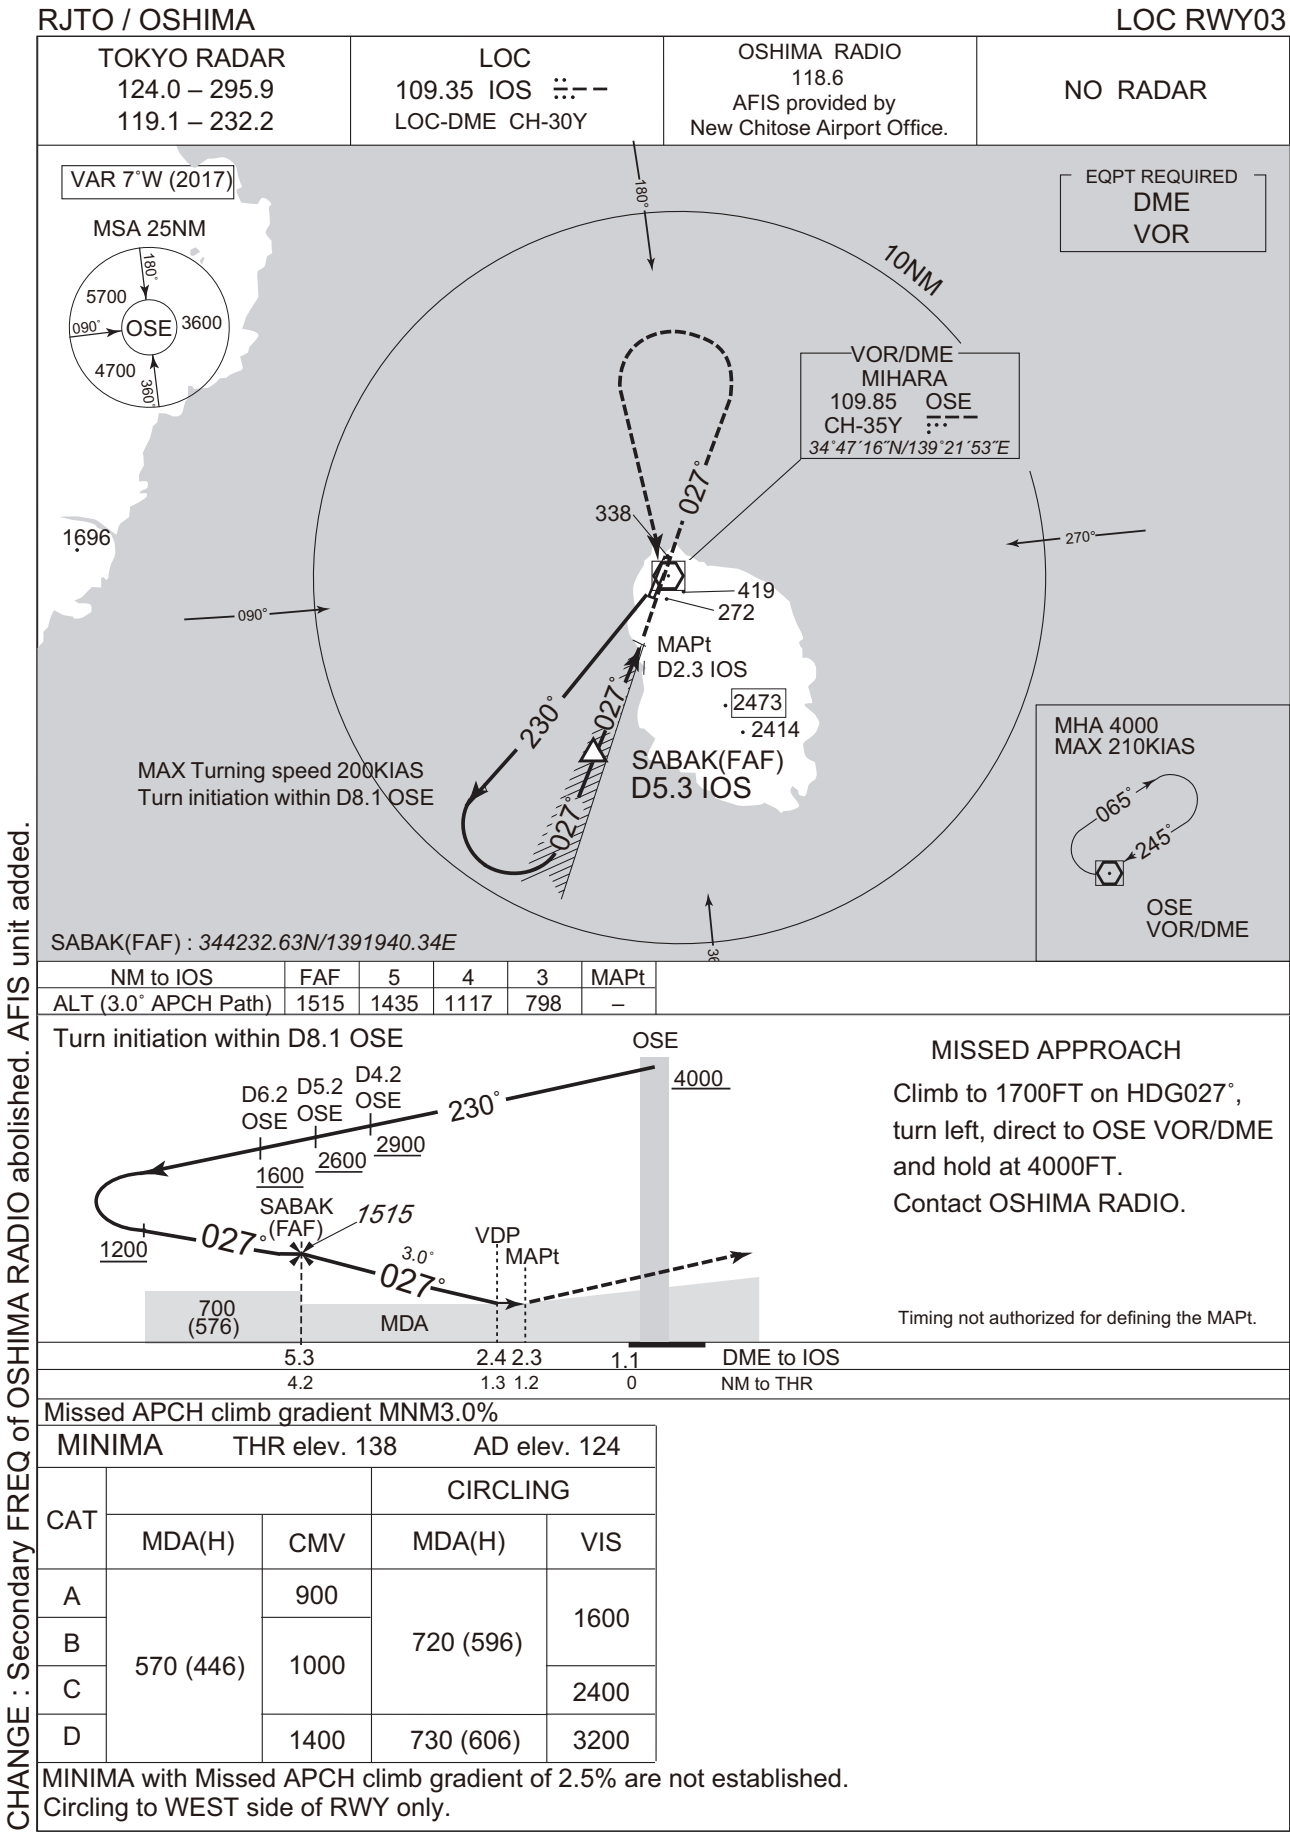 RJTO / OSHIMA
LOC RWY03
TOKYO RADAR
124.0 – 295.9
119.1 – 232.2
LOC
109.35 IOS
LOC-DME CH-30Y
OSHIMA RADIO
118.6
AFIS provided by
New Chitose Airport Office.
NO RADAR
VAR 7˚W (2017)
MSA 25NM
180˚
5700
090˚
OSE
3600
4700
360˚
180˚
10NM
EQPT REQUIRED
DME
VOR
VOR/DME
MIHARA
109.85 OSE
CH-35Y
34˚47´16˝N/139˚21´53˝E
1696
338
027˚
270˚
419
272
090˚
MAPt
D2.3 IOS
2473
2414
230˚
027˚
SABAK(FAF)
D5.3 IOS
MAX Turning speed 200KIAS
Turn initiation within D8.1 OSE
027˚
36
MHA 4000
MAX 210KIAS
065˚
245˚
OSE
VOR/DME
SABAK(FAF) : 344232.63N/1391940.34E
NM to IOS FAF 5 4 3 MAPt
ALT (3.0˚ APCH Path) 1515 1435 1117 798 –
Turn initiation within D8.1 OSE
OSE
4000
230˚
D4.2
OSE
2900
D5.2
OSE
2600
D6.2
OSE
1600
1200
027˚
SABAK
(FAF)
1515
3.0˚
027˚
VDP
MAPt
700
(576)
MDA
5.3 2.4 2.3 1.1 DME to IOS
4.2 1.3 1.2 0 NM to THR
MISSED APPROACH
Climb to 1700FT on HDG027˚,
turn left, direct to OSE VOR/DME
and hold at 4000FT.
Contact OSHIMA RADIO.
Timing not authorized for defining the MAPt.
Missed APCH climb gradient MNM3.0%
MINIMA THR elev. 138 AD elev. 124
CAT
CIRCLING
MDA(H) CMV MDA(H) VIS
A
B
C
D
570 (446)
900
1000
1400
720 (596)
730 (606)
1600
2400
3200
MINIMA with Missed APCH climb gradient of 2.5% are not established.
Circling to WEST side of RWY only.
CHANGE : Secondary FREQ of OSHIMA RADIO abolished. AFIS unit added.